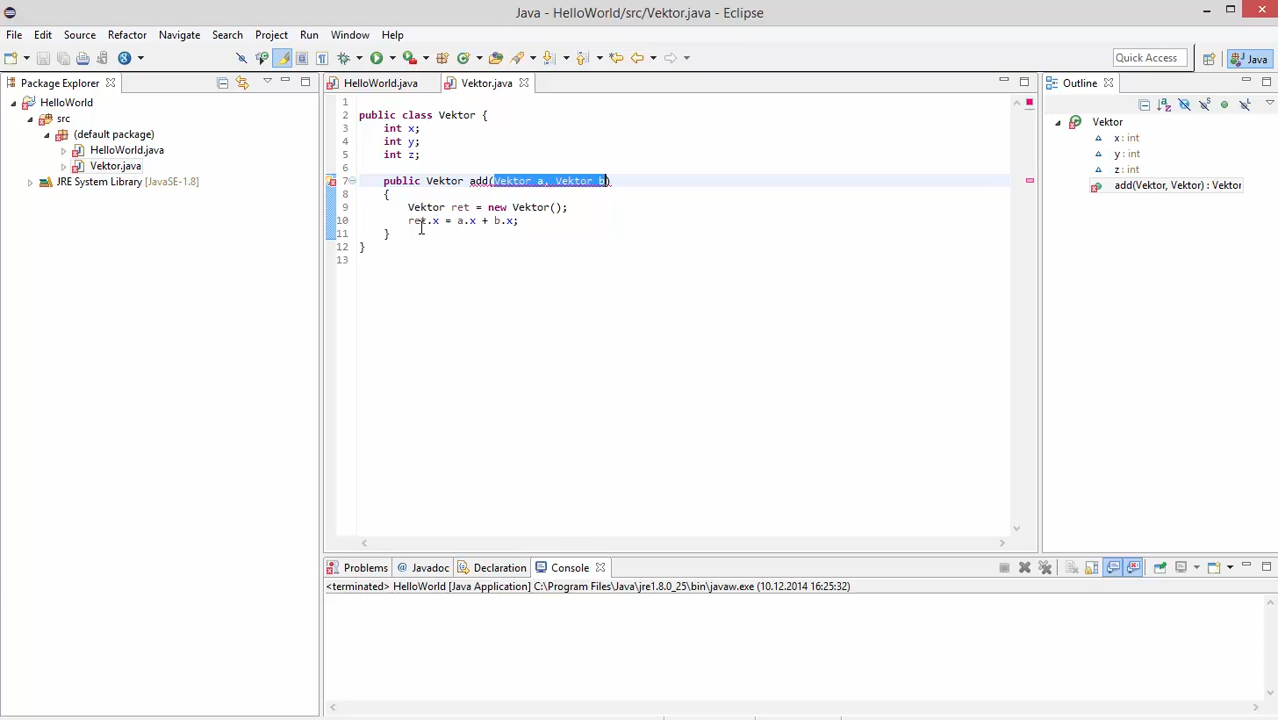 Java - HelloWorld/src/Vektor.java - Eclipse
File Edit Source Refactor Navigate Search Project Run Window Help
Quick Access Java
Package Explorer HelloWorld.java Vektor.java Outline
HelloWorld
src
(default package)
HelloWorld.java
Vektor.java
JRE System Library [JavaSE-1.8]
1
2 public class Vektor {
3 int x;
4 int y;
5 int z;
6
7 public Vektor add(Vektor a, Vektor b)
8 {
9 Vektor ret = new Vektor();
10 ret.x = a.x + b.x;
11 }
12 }
13
Vektor
x : int
y : int
z : int
add(Vektor, Vektor) : Vektor
Problems @ Javadoc Declaration Console
<terminated> HelloWorld [Java Application] C:\Program Files\Java\jre1.8.0_25\bin\javaw.exe (10.12.2014 16:25:32)